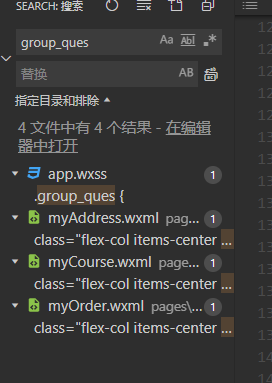 SEARCH: 搜索
group_ques
Aa Abl .*
替换
AB
指定目录和排除
4 文件中有 4 个结果 - 在编辑
器中打开
app.wxss 1
.group_ques {
myAddress.wxml pag... 1
class="flex-col items-center ...
myCourse.wxml page... 1
class="flex-col items-center ...
myOrder.wxml pages\... 1
class="flex-col items-center ...